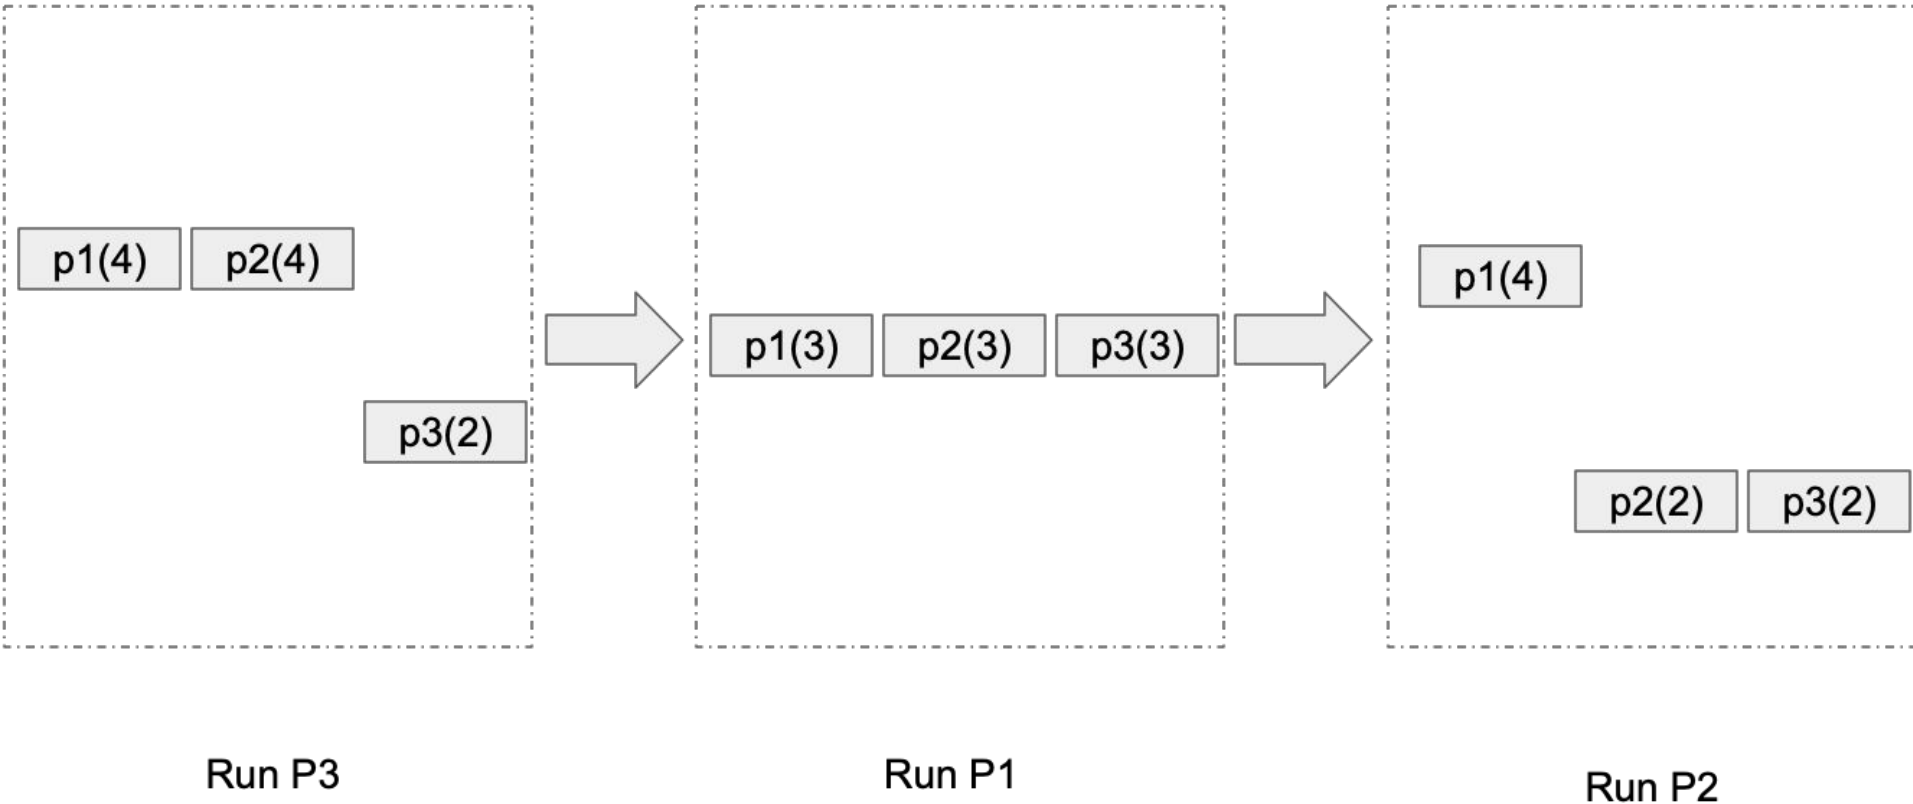 p1(4) p2(4)
p3(2)
p1(3) p2(3) p3(3)
p1(4)
p2(2) p3(2)
Run P3
Run P1
Run P2